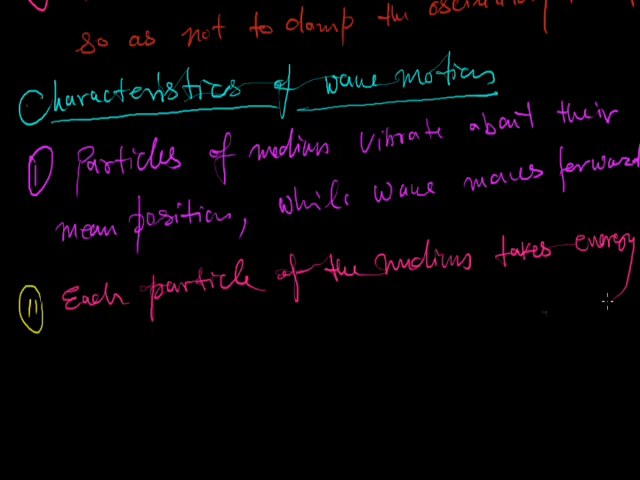 so as not to damp the
Characteristics of wave motion
I Particles of medium vibrate about their
mean position, while wave moves forward
II Each particle of the medium takes energy